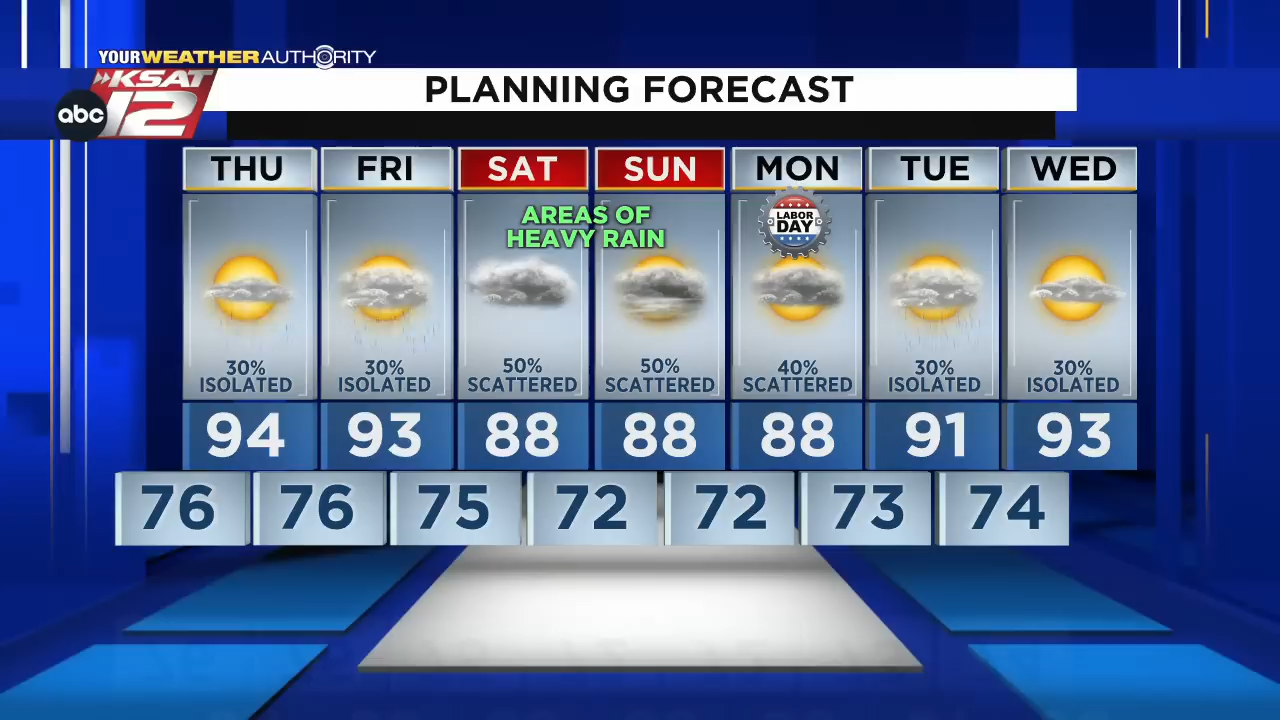 YOURWEATHERAUTHORITY
KSAT
abc 12
PLANNING FORECAST
THU FRI SAT SUN MON TUE WED
AREAS OF
HEAVY RAIN
LABOR
DAY
30% 30% 50% 50% 40% 30% 30%
ISOLATED ISOLATED SCATTERED SCATTERED SCATTERED ISOLATED ISOLATED
94 93 88 88 88 91 93
76 76 75 72 72 73 74